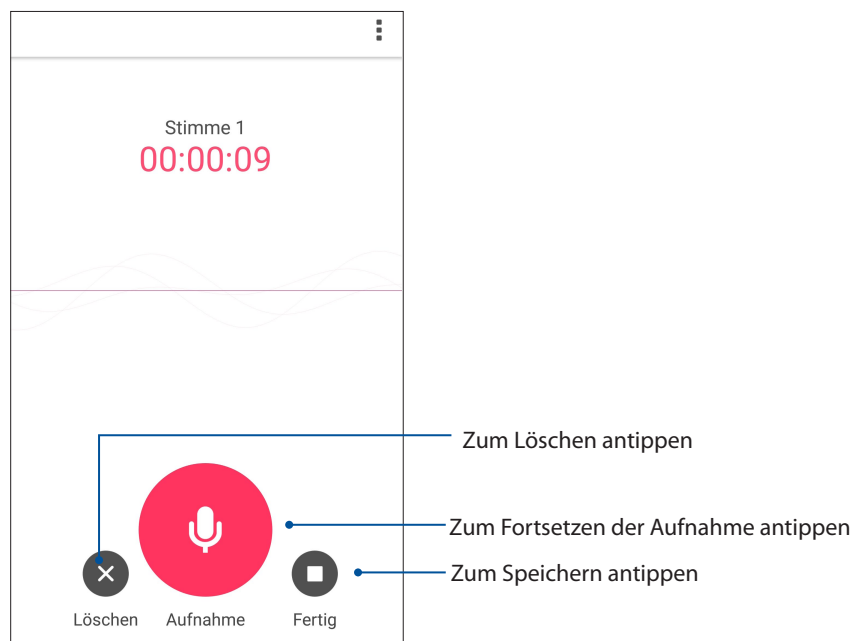 Stimme 1
00:00:09
Zum Löschen antippen
Zum Fortsetzen der Aufnahme antippen
Zum Speichern antippen
Löschen Aufnahme Fertig